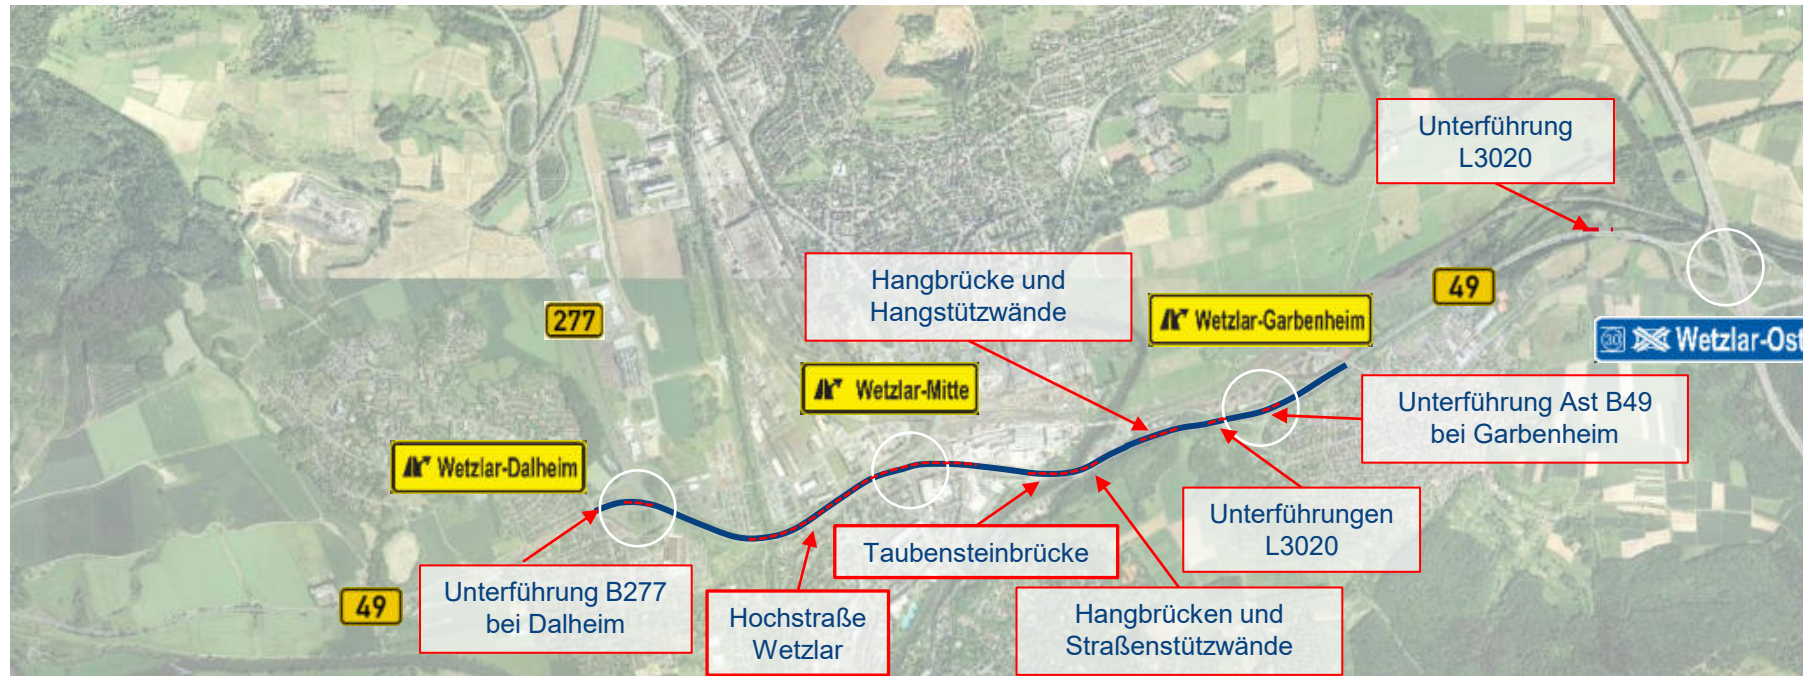 Unterführung
L3020
Hangbrücke und
Hangstützwände
49
Wetzlar-Garbenheim
277
30
Wetzlar-Ost
Wetzlar-Mitte
Unterführung Ast B49
bei Garbenheim
Wetzlar-Dalheim
Unterführungen
L3020
Taubensteinbrücke
Unterführung B277
bei Dalheim
49
Hochstraße
Wetzlar
Hangbrücken und
Straßenstützwände